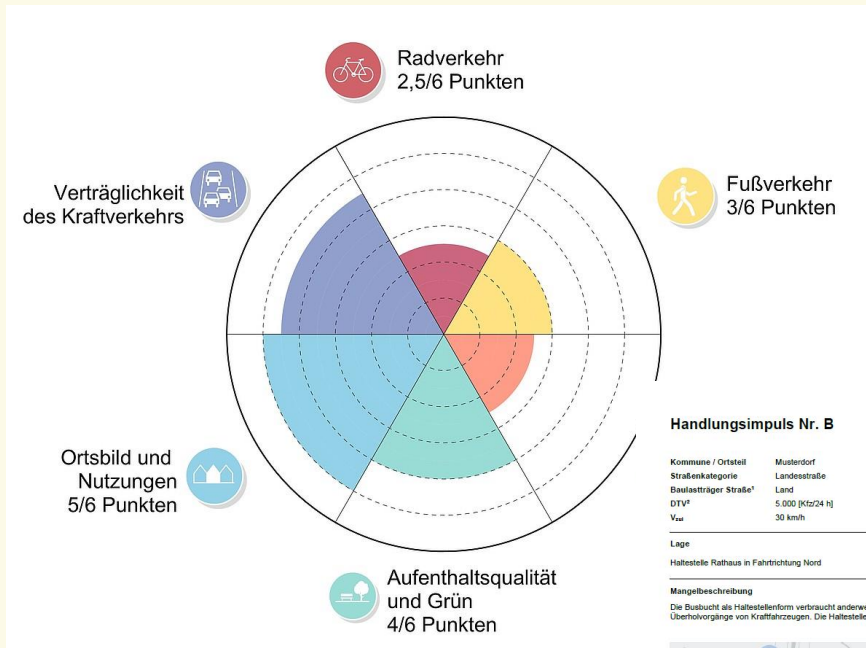 Radverkehr
2,5/6 Punkten
Fußverkehr
3/6 Punkten
Verträglichkeit
des Kraftverkehrs
Ortsbild und
Nutzungen
5/6 Punkten
Aufenthaltsqualität
und Grün
4/6 Punkten
Handlungsimpuls Nr. B
Kommune / Ortsteil Musterdorf
Straßenkategorie Landesstraße
Baulastträger Straße¹ Land
DTV² 5.000 [Kfz/24 h]
Vzul 30 km/h
Lage
Haltestelle Rathaus in Fahrtrichtung Nord
Mangelbeschreibung
Die Busbucht als Haltestellenform verbraucht
Überholvorgänge von Kraftfahrzeugen. Die